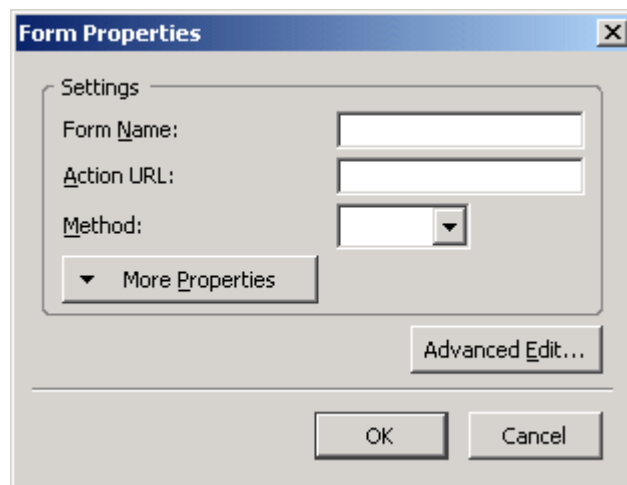 Form Properties
Settings
Form Name:
Action URL:
Method:
More Properties
Advanced Edit...
OK Cancel